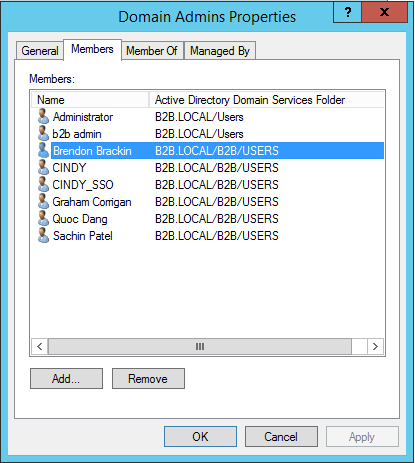 Domain Admins Properties
? x
General Members Member Of Managed By
Members:
Name Active Directory Domain Services Folder
Administrator B2B.LOCAL/Users
b2b admin B2B.LOCAL/Users
Brendon Brackin B2B.LOCAL/B2B/USERS
CINDY B2B.LOCAL/B2B/USERS
CINDY_SSO B2B.LOCAL/B2B/USERS
Graham Corrigan B2B.LOCAL/B2B/USERS
Quoc Dang B2B.LOCAL/B2B/USERS
Sachin Patel B2B.LOCAL/B2B/USERS
Add... Remove
OK Cancel Apply